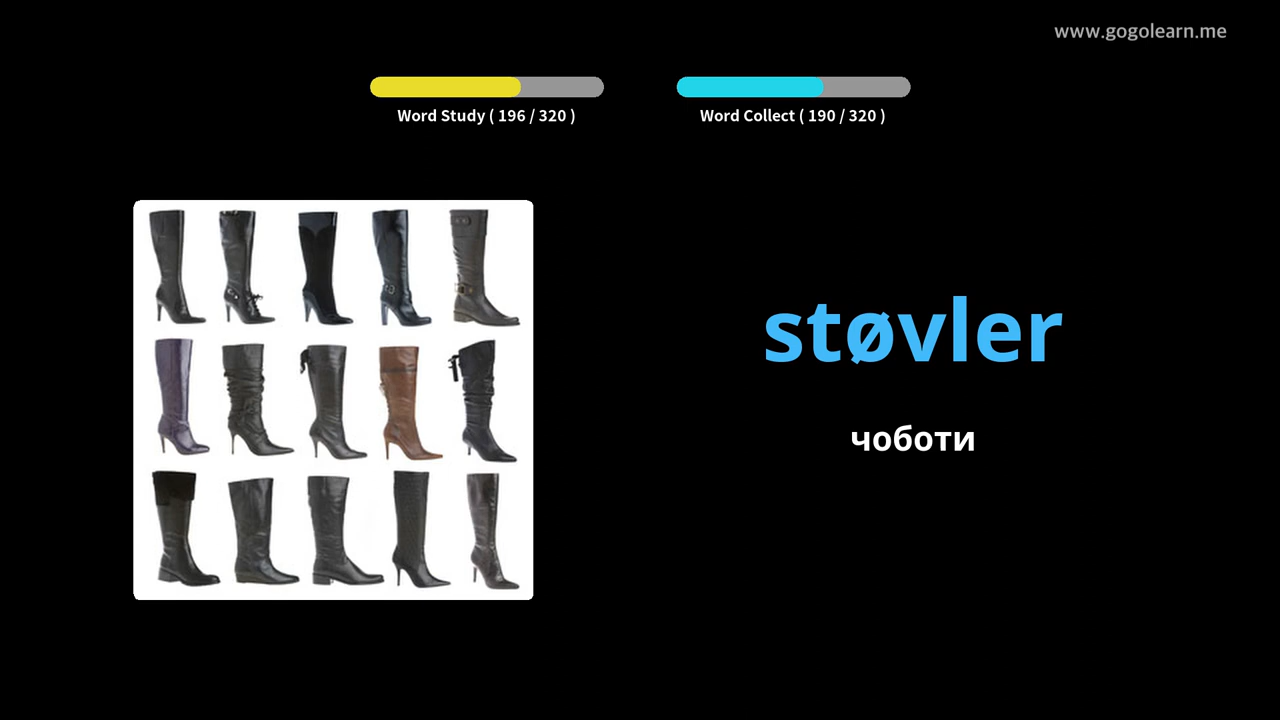 www.gogolearn.me
Word Study ( 196 / 320 )
Word Collect ( 190 / 320 )
støvler
чоботи